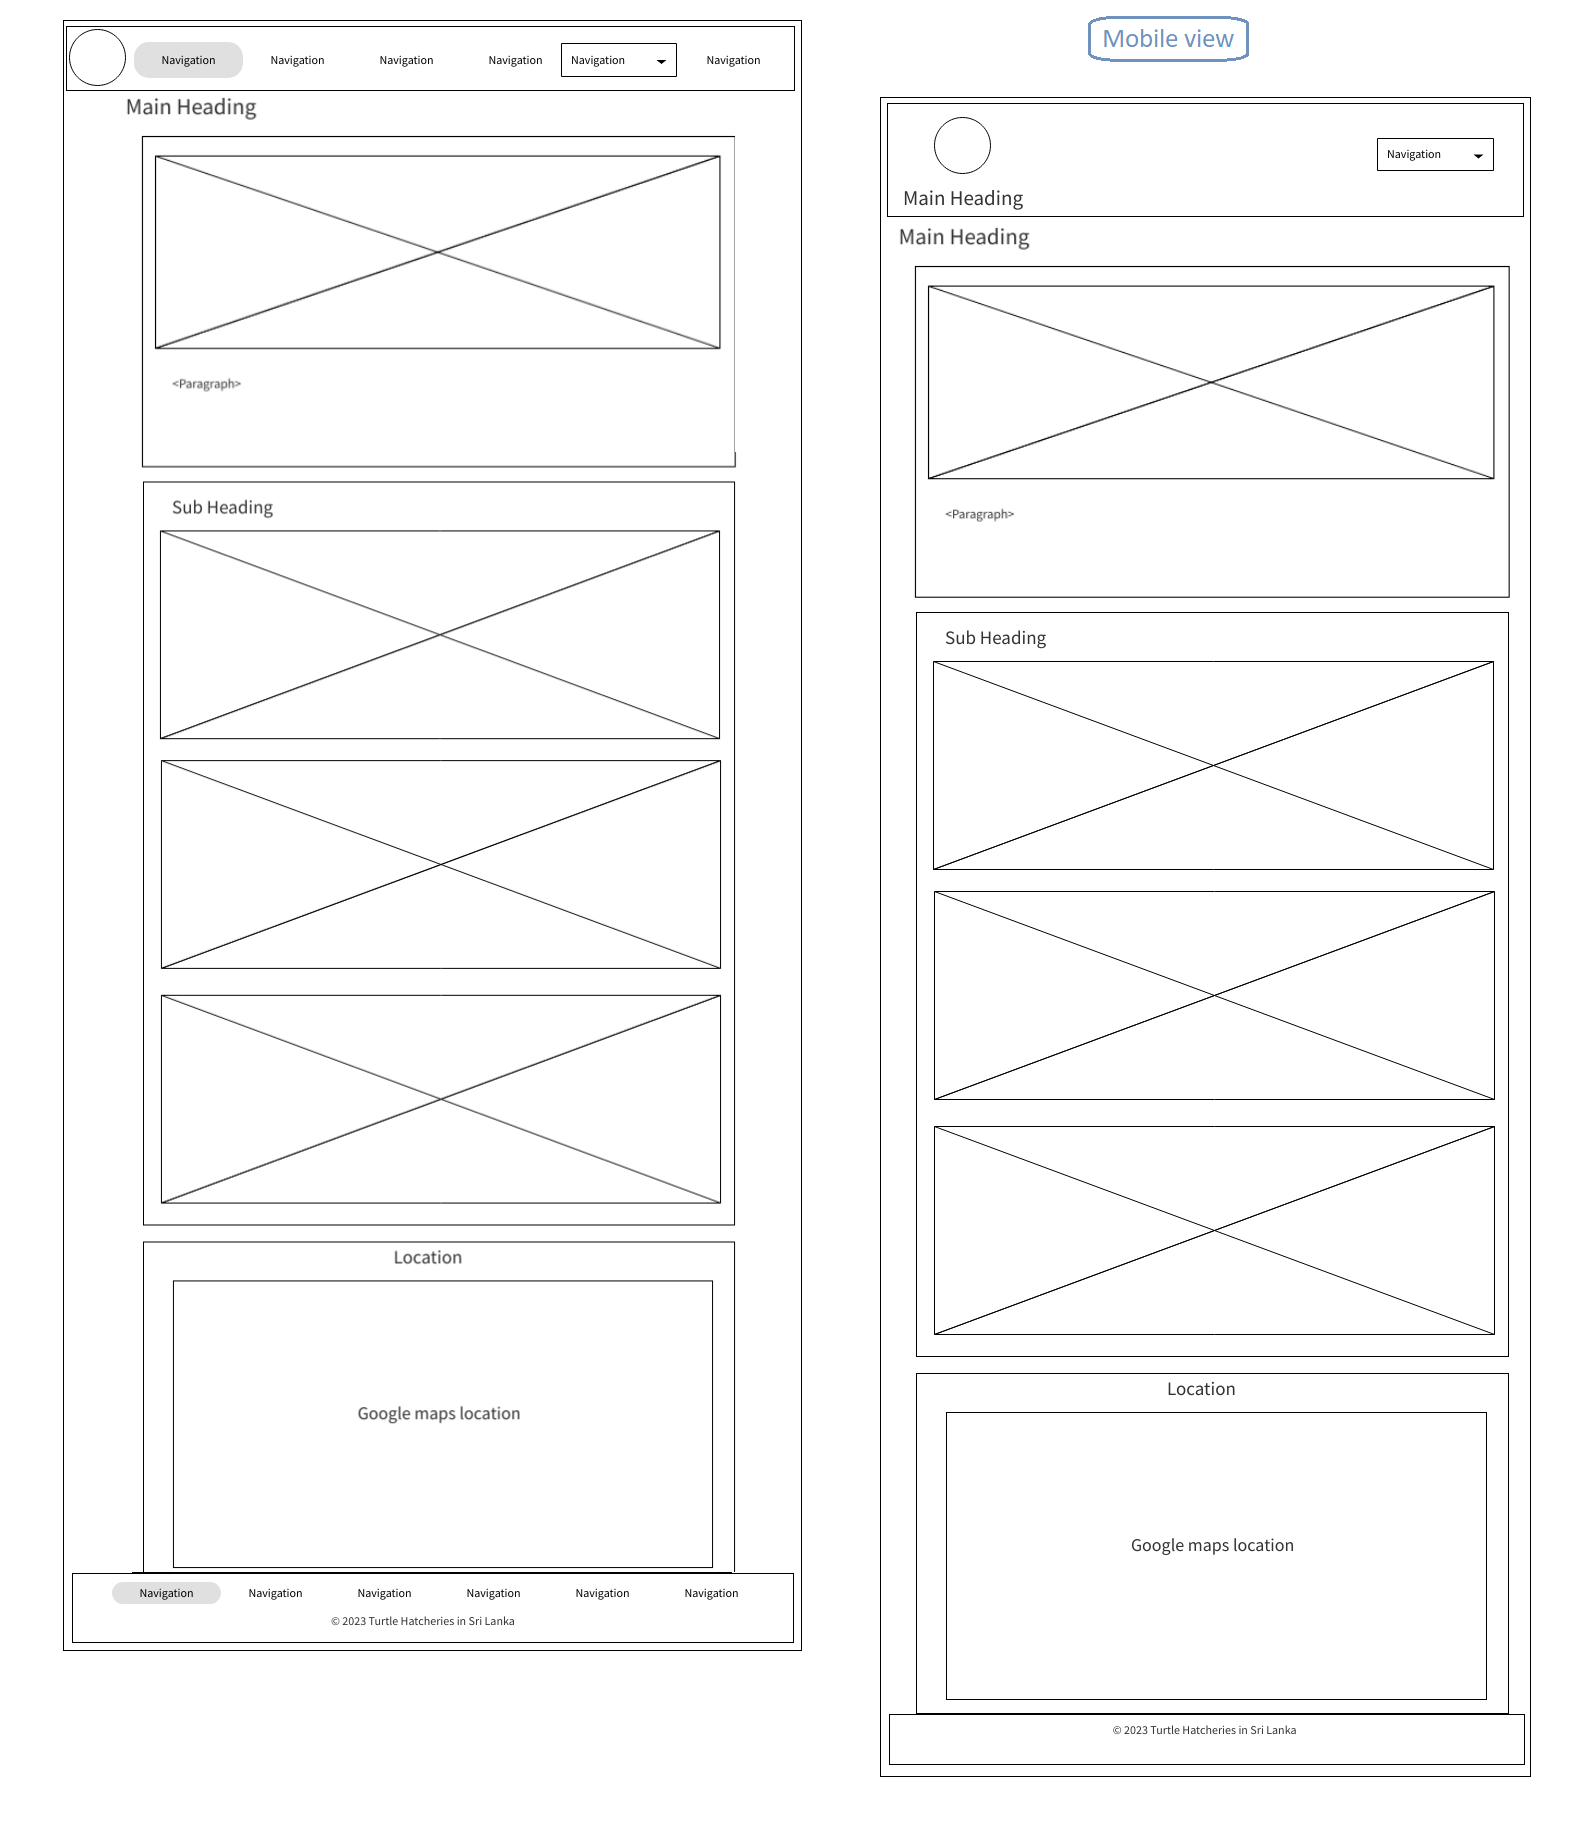 Navigation Navigation Navigation Navigation Navigation Navigation
Main Heading
<Paragraph>
Sub Heading
Location
Google maps location
Navigation Navigation Navigation Navigation Navigation Navigation
© 2023 Turtle Hatcheries in Sri Lanka
Mobile view
Navigation
Main Heading
Main Heading
<Paragraph>
Sub Heading
Location
Google maps location
© 2023 Turtle Hatcheries in Sri Lanka